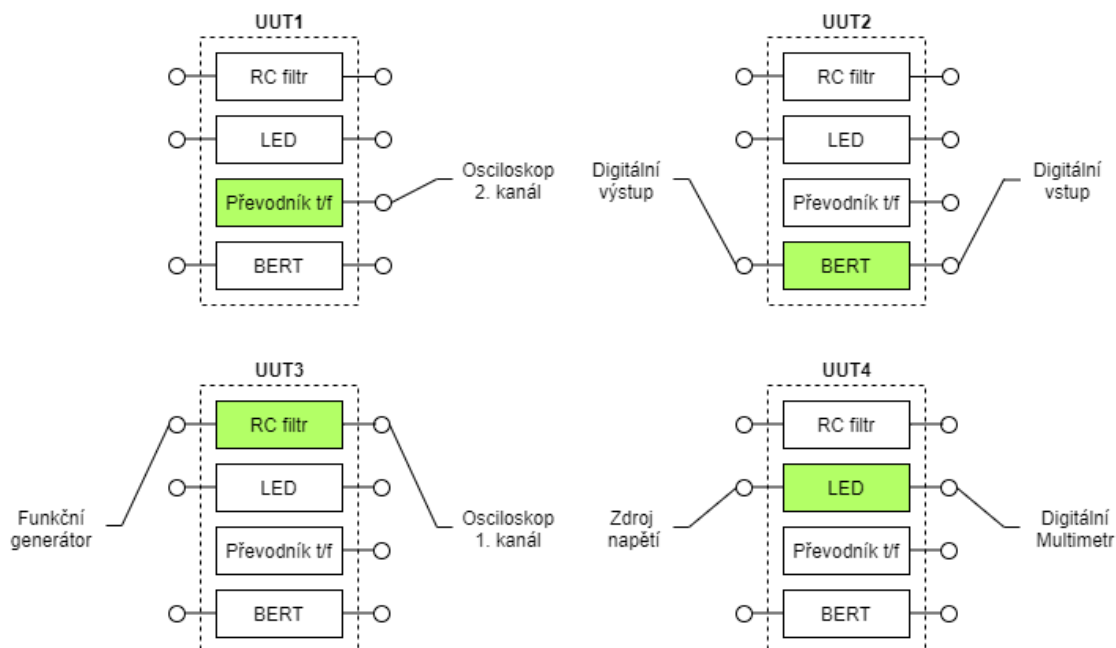 UUT1
RC filtr
LED
Převodník t/f
BERT
Osciloskop
2. kanál
UUT2
RC filtr
LED
Převodník t/f
BERT
Digitální
výstup
Digitální
vstup
UUT3
RC filtr
LED
Převodník t/f
BERT
Funkční
generátor
Osciloskop
1. kanál
UUT4
RC filtr
LED
Převodník t/f
BERT
Zdroj
napětí
Digitální
Multimetr